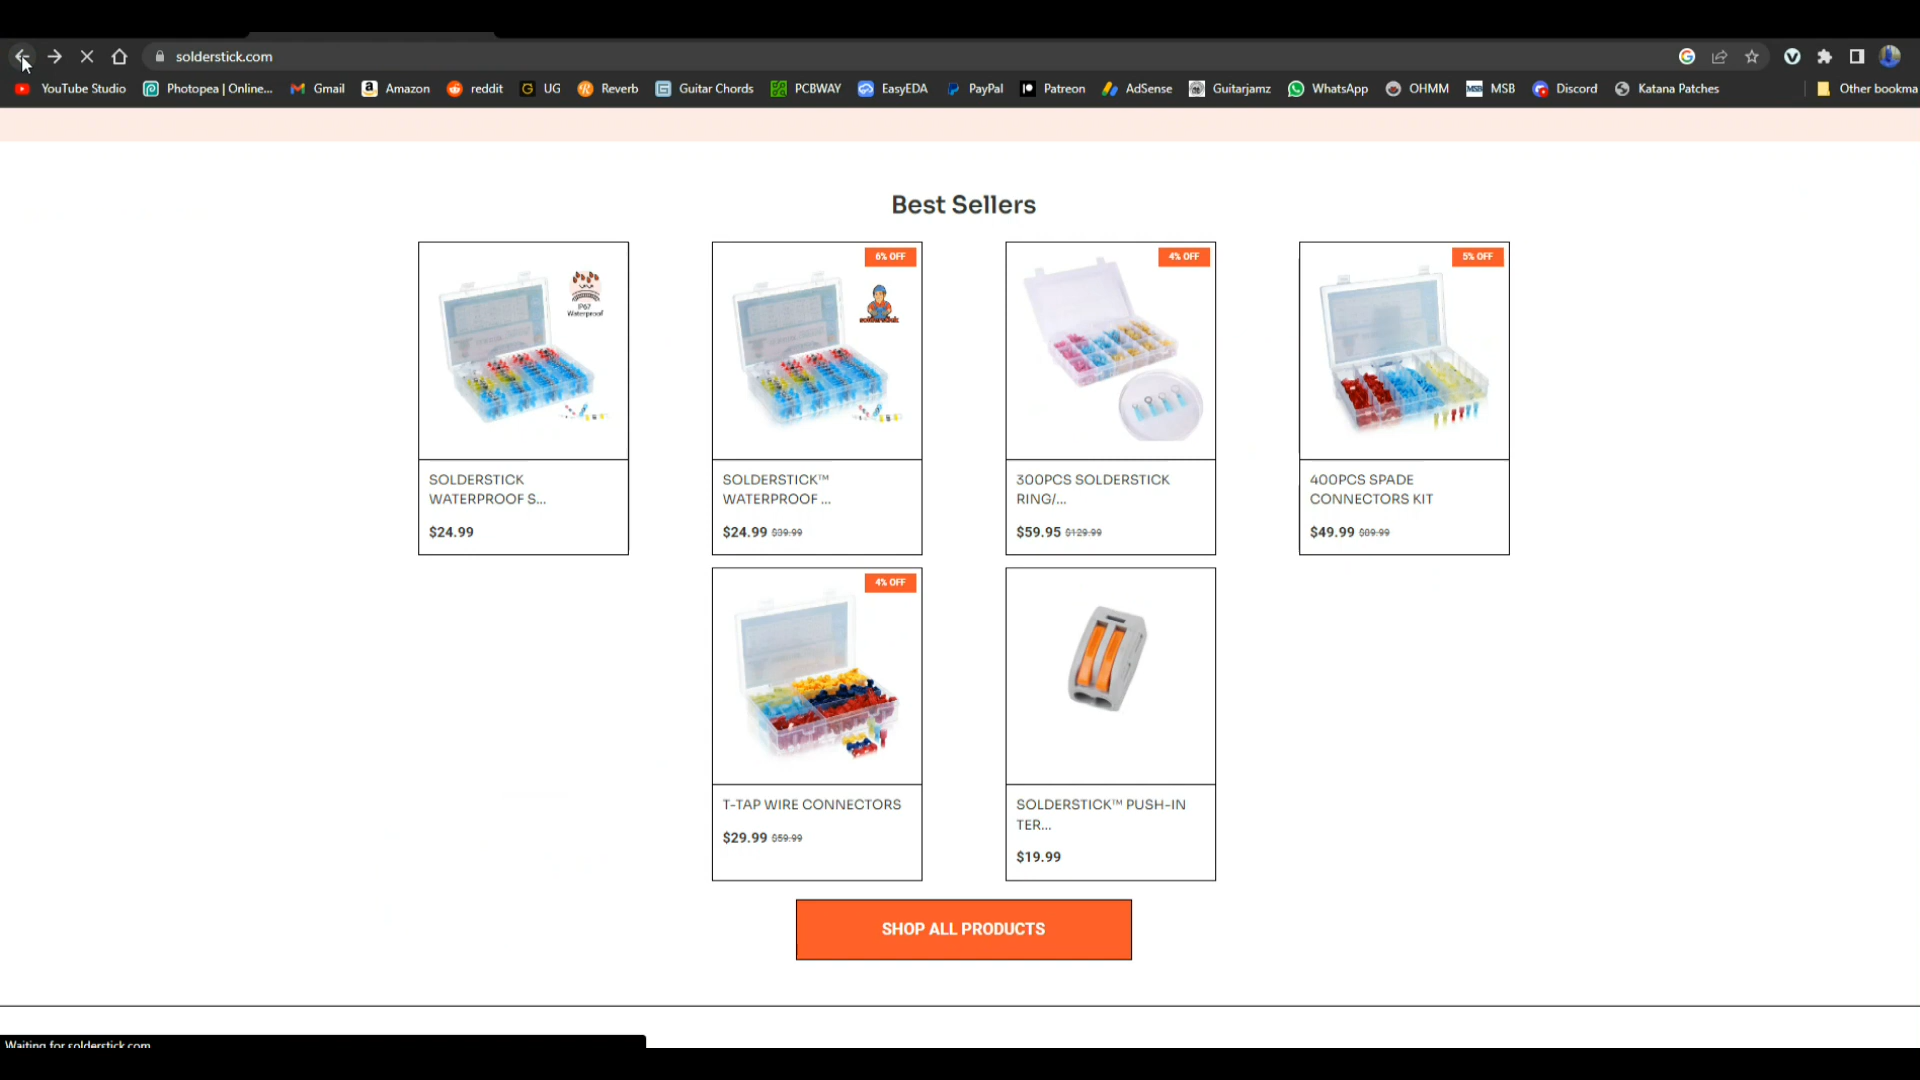 solderstick.com
YouTube Studio Photopea | Online... Gmail Amazon reddit UG Reverb Guitar Chords PCBWAY EasyEDA PayPal Patreon AdSense Guitarjamz WhatsApp OHMM MSB Discord Katana Patches Other bookma
Best Sellers
IP67
Waterproof
6% OFF
solderstick
4% OFF
5% OFF
SOLDERSTICK
WATERPROOF S...
$24.99
SOLDERSTICK™
WATERPROOF ...
$24.99 $39.99
300PCS SOLDERSTICK
RING/...
$59.95 $129.99
400PCS SPADE
CONNECTORS KIT
$49.99 $89.99
4% OFF
T-TAP WIRE CONNECTORS
$29.99 $59.99
SOLDERSTICK™ PUSH-IN
TER...
$19.99
SHOP ALL PRODUCTS
Waiting for solderstick.com